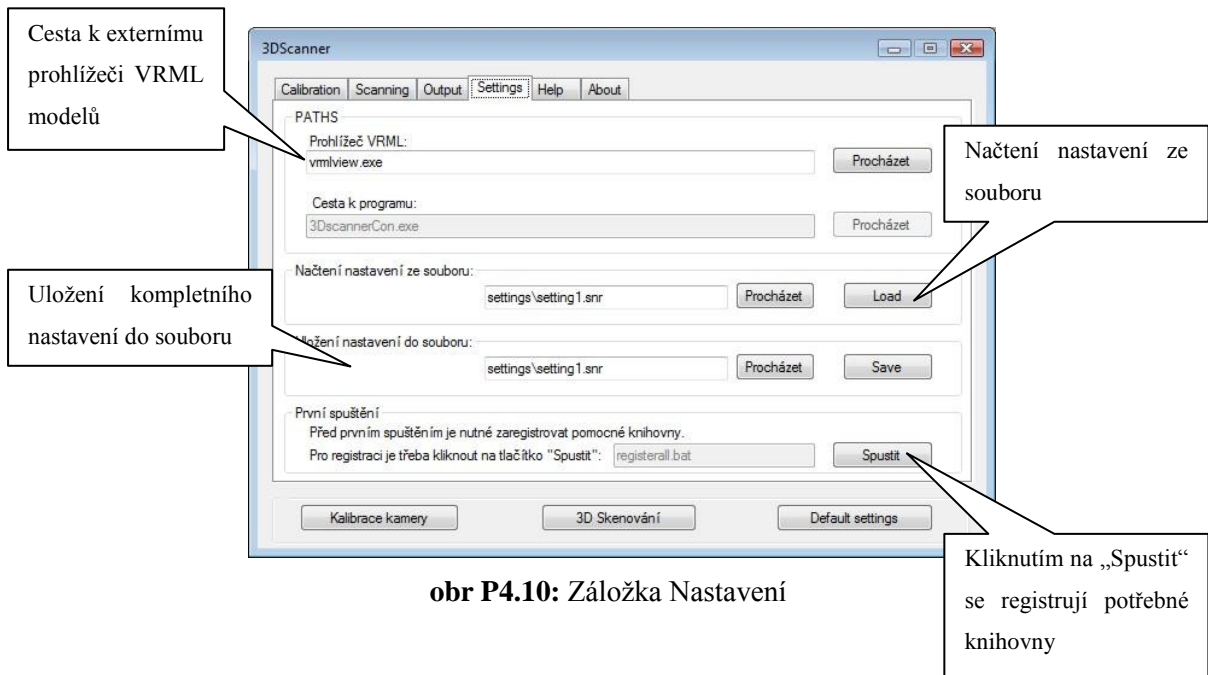 Cesta k externímu
prohlížeči VRML
modelů
3DScanner
Calibration Scanning Output Settings Help About
PATHS
Prohlížeč VRML:
vrmlview.exe Procházet
Cesta k programu:
3DscannerCon.exe Procházet
Načtení nastavení ze
souboru
Načtení nastavení ze souboru:
settings\setting1.snr Procházet Load
Uložení kompletního
nastavení do souboru
Uložení nastavení do souboru:
settings\setting1.snr Procházet Save
První spuštění
Před prvním spuštěním je nutné zaregistrovat pomocné knihovny.
Pro registraci je třeba kliknout na tlačítko "Spustit": registerall.bat Spustit
Kalibrace kamery 3D Skenování Default settings
Kliknutím na „Spustit“
se registrují potřebné
knihovny
obr P4.10: Záložka Nastavení